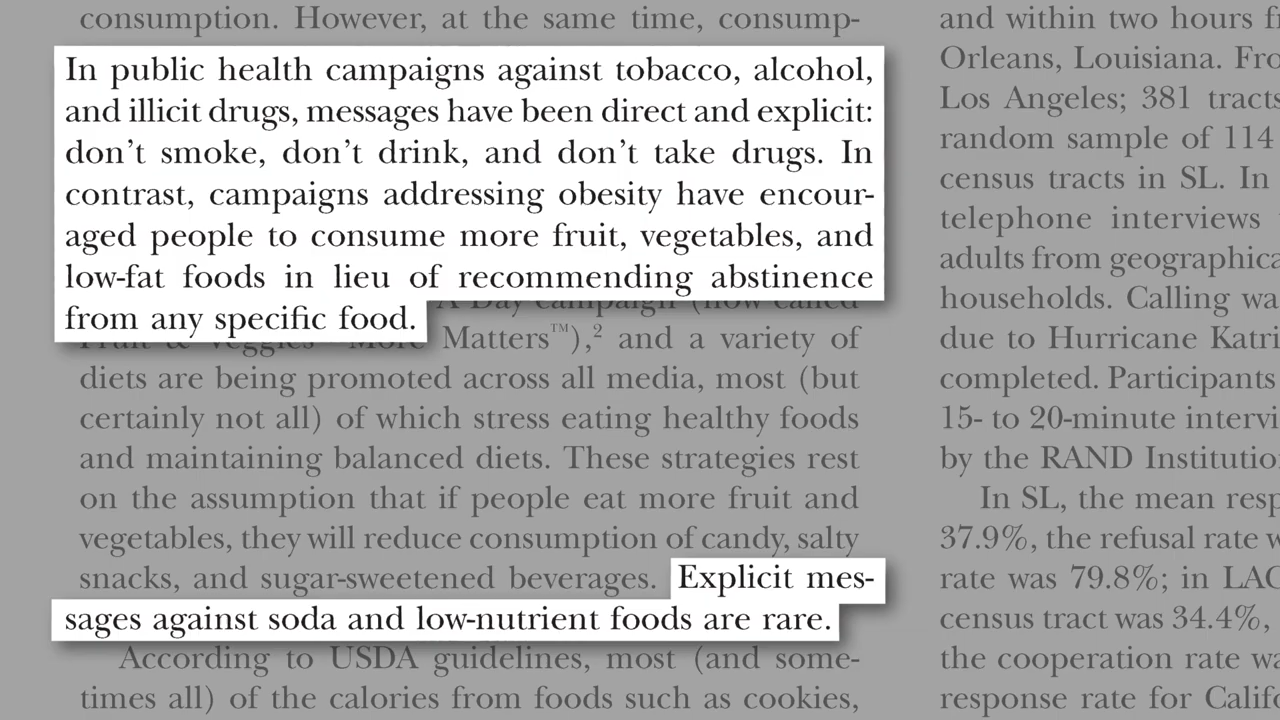 consumption. However, at the same time, consump-
In public health campaigns against tobacco, alcohol,
and illicit drugs, messages have been direct and explicit:
don't smoke, don't drink, and don't take drugs. In
contrast, campaigns addressing obesity have encour-
aged people to consume more fruit, vegetables, and
low-fat foods in lieu of recommending abstinence
from any specific food.
A Day campaign (now called
Fruit & Veggies—More Matters™),² and a variety of
diets are being promoted across all media, most (but
certainly not all) of which stress eating healthy foods
and maintaining balanced diets. These strategies rest
on the assumption that if people eat more fruit and
vegetables, they will reduce consumption of candy, salty
snacks, and sugar-sweetened beverages. Explicit mes-
sages against soda and low-nutrient foods are rare.
According to USDA guidelines, most (and some-
times all) of the calories from foods such as cookies,
and within two hours
Orleans, Louisiana.
Los Angeles; 381 tracts
random sample of 114
census tracts in SL. In
telephone interviews
adults from
households. Calling
due to Hurricane
completed. Participants
15- to 20-minute
by the RAND
In SL, the mean
37.9%, the refusal rate
rate was 79.8%; in
census tract was 34.4%,
the cooperation rate
response rate for